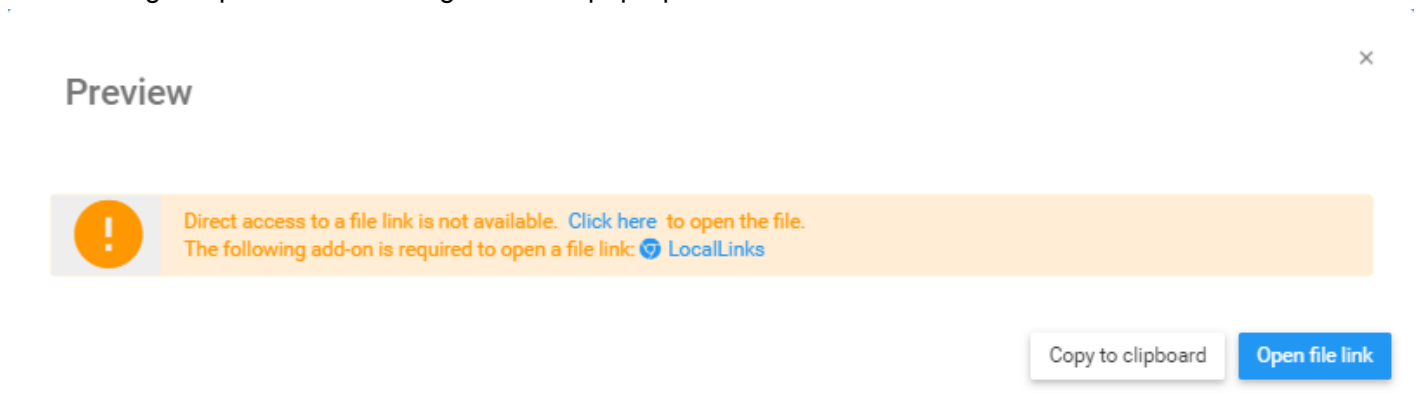 Preview
×
Direct access to a file link is not available. Click here to open the file.
The following add-on is required to open a file link: LocalLinks
Copy to clipboard
Open file link